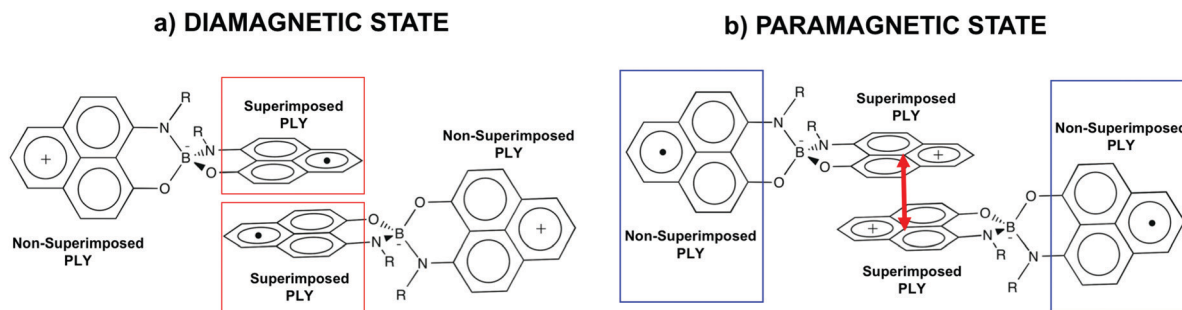 a) DIAMAGNETIC STATE
R
N
B
-
O
+
Non-Superimposed
PLY
Superimposed
PLY
R
N
O
•
•
O
N
R
Superimposed
PLY
B
-
O
N
R
Non-Superimposed
PLY
+
b) PARAMAGNETIC STATE
R
N
B
-
O
•
Non-Superimposed
PLY
Superimposed
PLY
R
N
O
+
+
O
N
R
Superimposed
PLY
B
-
O
N
R
Non-Superimposed
PLY
•